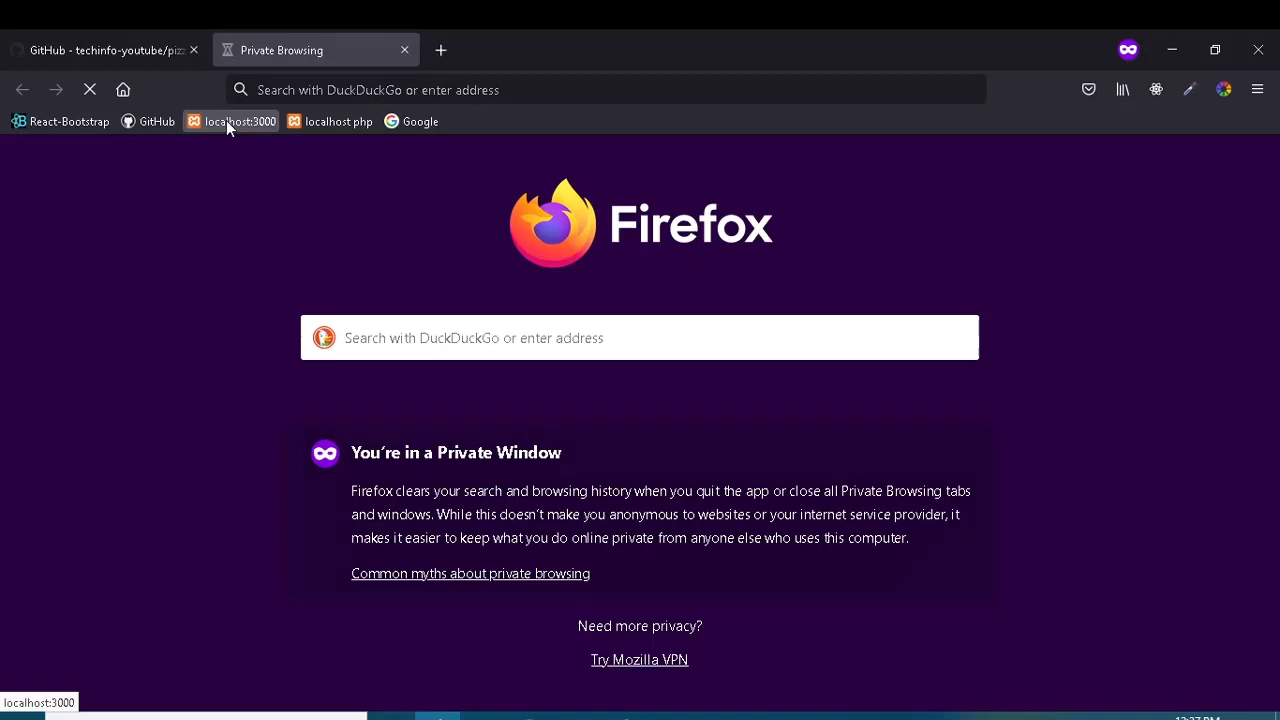 GitHub - techinfo-youtube/pizz
Private Browsing
Search with DuckDuckGo or enter address
React-Bootstrap
GitHub
localhost:3000
localhost php
Google
Firefox
Search with DuckDuckGo or enter address
You're in a Private Window
Firefox clears your search and browsing history when you quit the app or close all Private Browsing tabs
and windows. While this doesn't make you anonymous to websites or your internet service provider, it
makes it easier to keep what you do online private from anyone else who uses this computer.
Common myths about private browsing
Need more privacy?
Try Mozilla VPN
localhost:3000
12:37 PM